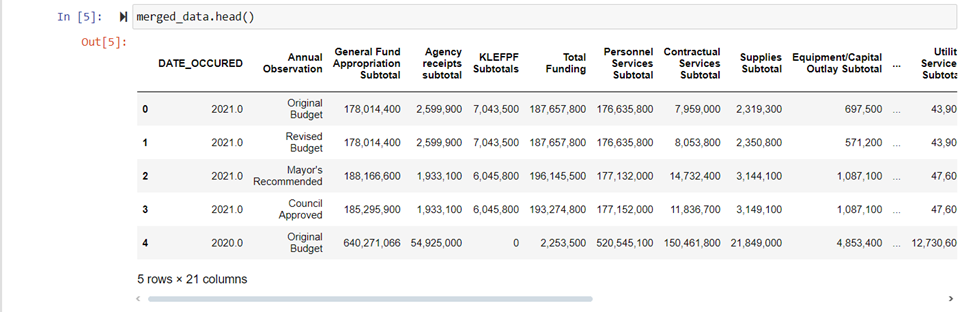 In [5]: merged_data.head()
Out[5]:
DATE_OCCURED Annual Observation General Fund Appropriation Subtotal Agency receipts subtotal KLEFPF Subtotals Total Funding Personnel Services Subtotal Contractual Services Subtotal Supplies Subtotal Equipment/Capital Outlay Subtotal ... Utilit Service Subtota
0 2021.0 Original Budget 178,014,400 2,599,900 7,043,500 187,657,800 176,635,800 7,959,000 2,319,300 697,500 ... 43,90
1 2021.0 Revised Budget 178,014,400 2,599,900 7,043,500 187,657,800 176,635,800 8,053,800 2,350,800 571,200 ... 43,90
2 2021.0 Mayor's Recommended 188,166,600 1,933,100 6,045,800 196,145,500 177,132,000 14,732,400 3,144,100 1,087,100 ... 47,60
3 2021.0 Council Approved 185,295,900 1,933,100 6,045,800 193,274,800 177,152,000 11,836,700 3,149,100 1,087,100 ... 47,60
4 2020.0 Original Budget 640,271,066 54,925,000 0 2,253,500 520,545,100 150,461,800 21,849,000 4,853,400 ... 12,730,60
5 rows × 21 columns